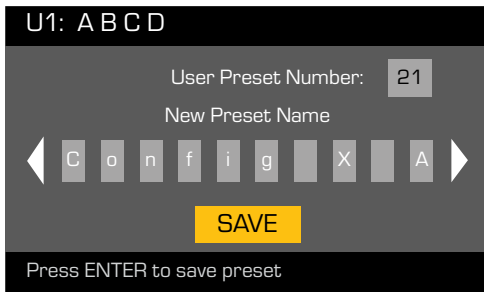 U1: A B C D
User Preset Number: 21
New Preset Name
C o n f i g X A
SAVE
Press ENTER to save preset